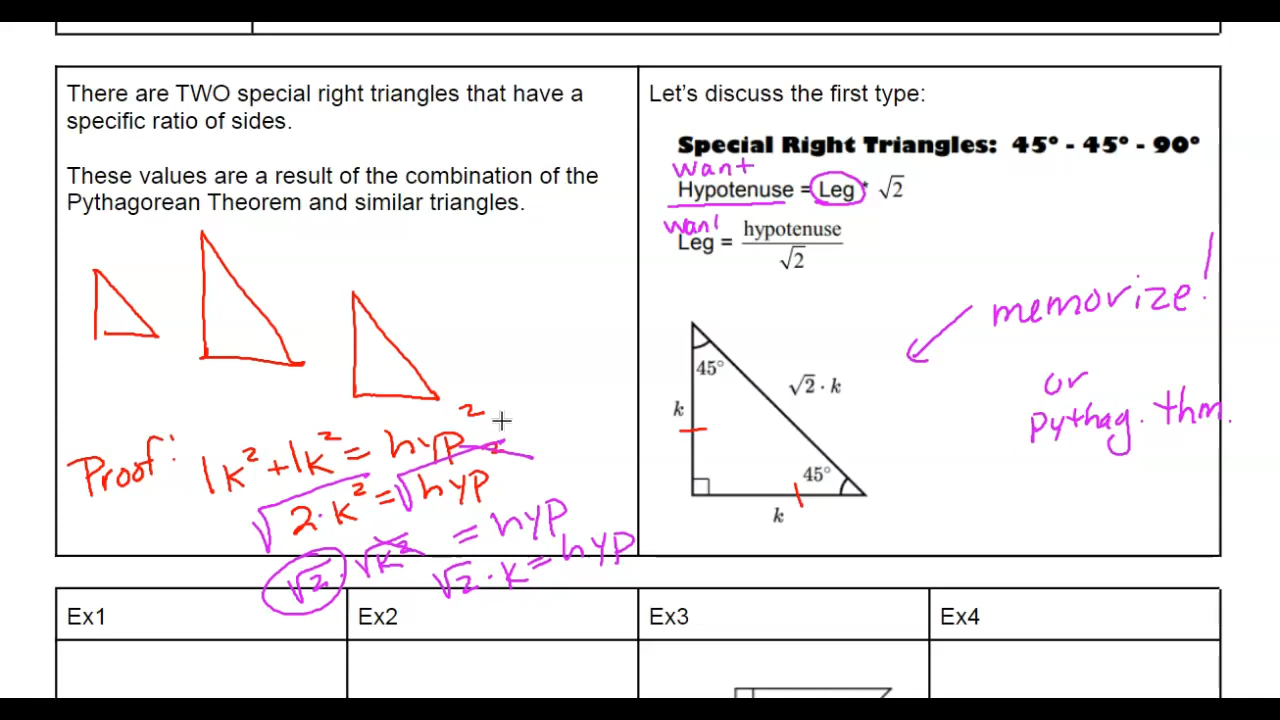 There are TWO special right triangles that have a
specific ratio of sides.
These values are a result of the combination of the
Pythagorean Theorem and similar triangles.
Proof: 1k² + 1k² = hyp²
√2·k² = √hyp²
√2 · √k² = hyp
√2 · k = hyp
Let's discuss the first type:
Special Right Triangles: 45° - 45° - 90°
want
Hypotenuse = Leg * √2
want
Leg = hypotenuse / √2
memorize!
or
Pythag. thm.
45°
√2 · k
k
45°
k
Ex1
Ex2
Ex3
Ex4